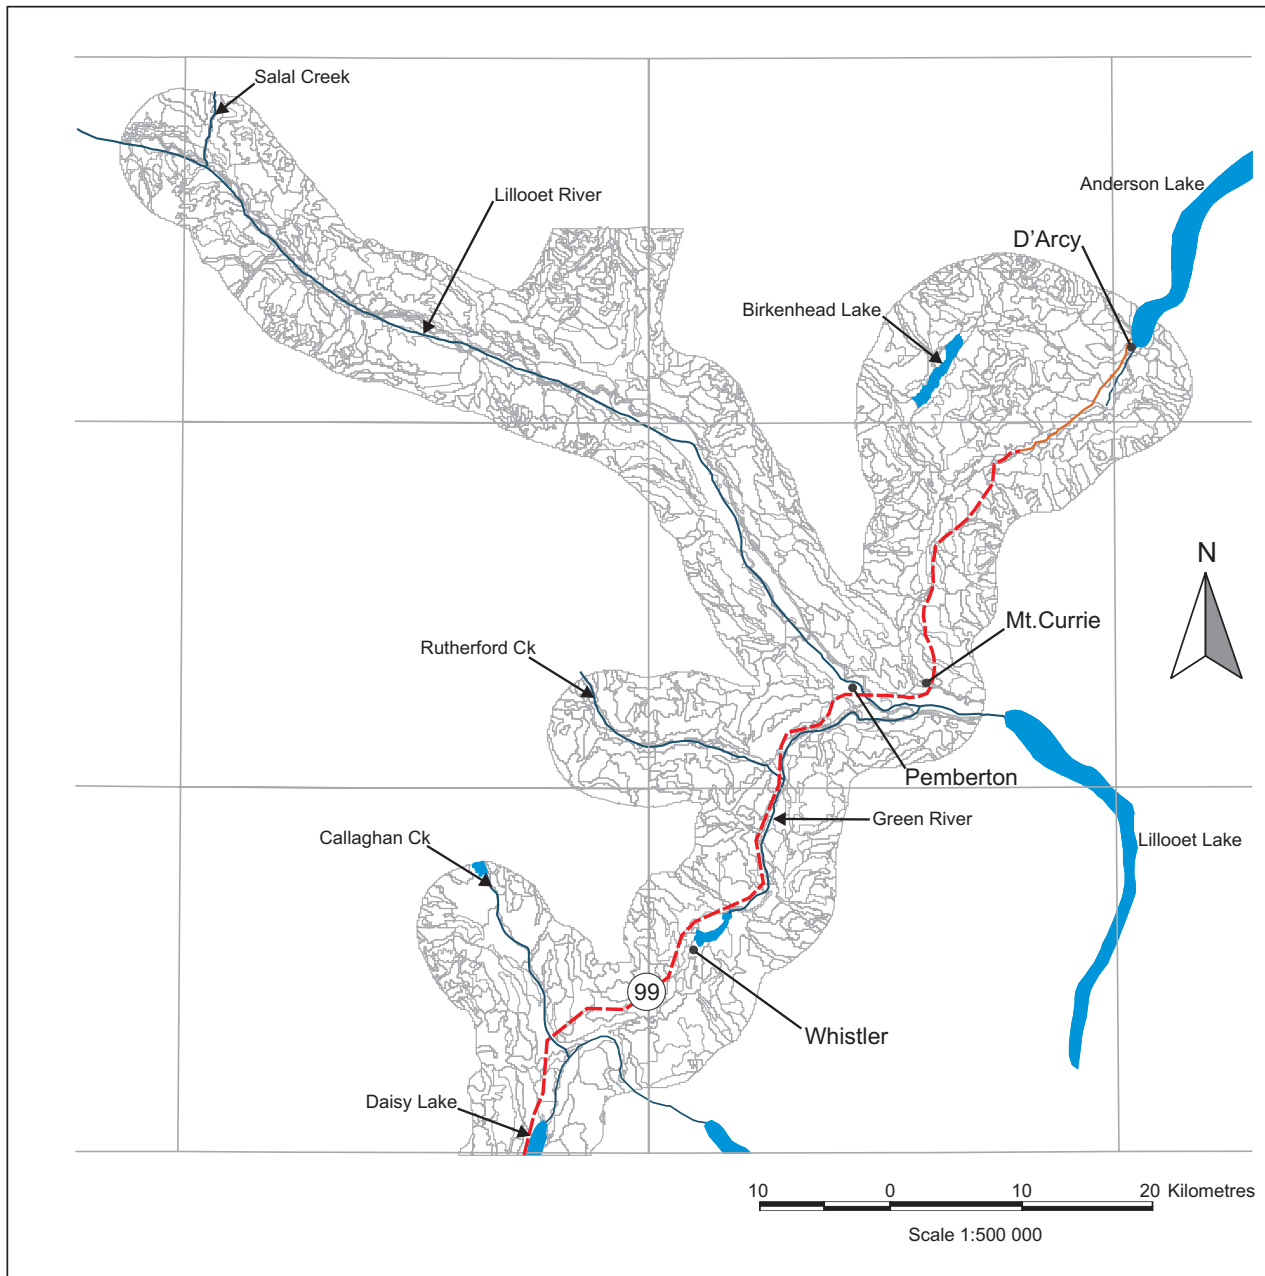 Salal Creek
Anderson Lake
Lillooet River
D'Arcy
Birkenhead Lake
N
Mt.Currie
Rutherford Ck
Pemberton
Green River
Callaghan Ck
Lillooet Lake
99
Whistler
Daisy Lake
10 0 10 20 Kilometres
Scale 1:500 000